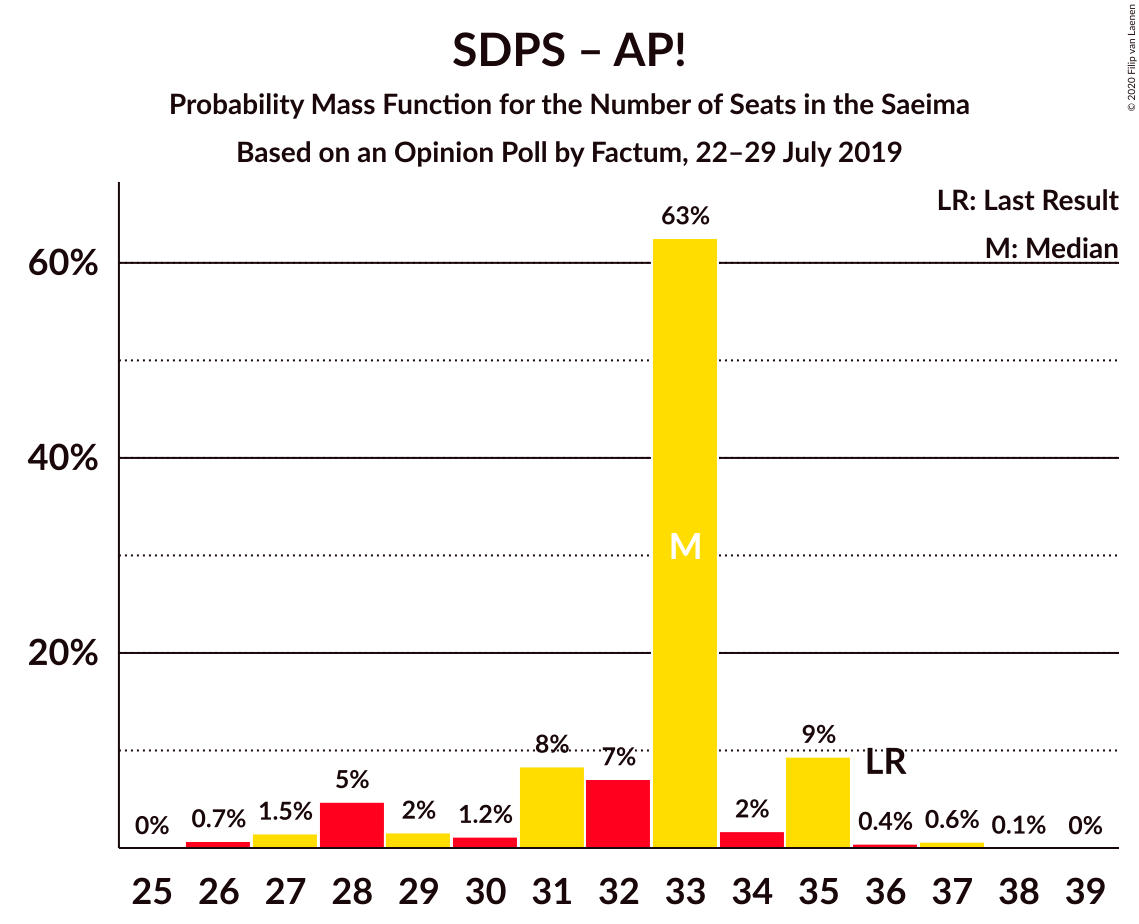 SDPS – AP!
Probability Mass Function for the Number of Seats in the Saeima
Based on an Opinion Poll by Factum, 22–29 July 2019
© 2020 Filip van Laenen
LR: Last Result
M: Median
63%
60%
40%
M
20%
9%
8%
7%
LR
5%
0% 0.7% 1.5% 2% 1.2% 2% 0.4% 0.6% 0.1% 0%
25 26 27 28 29 30 31 32 33 34 35 36 37 38 39